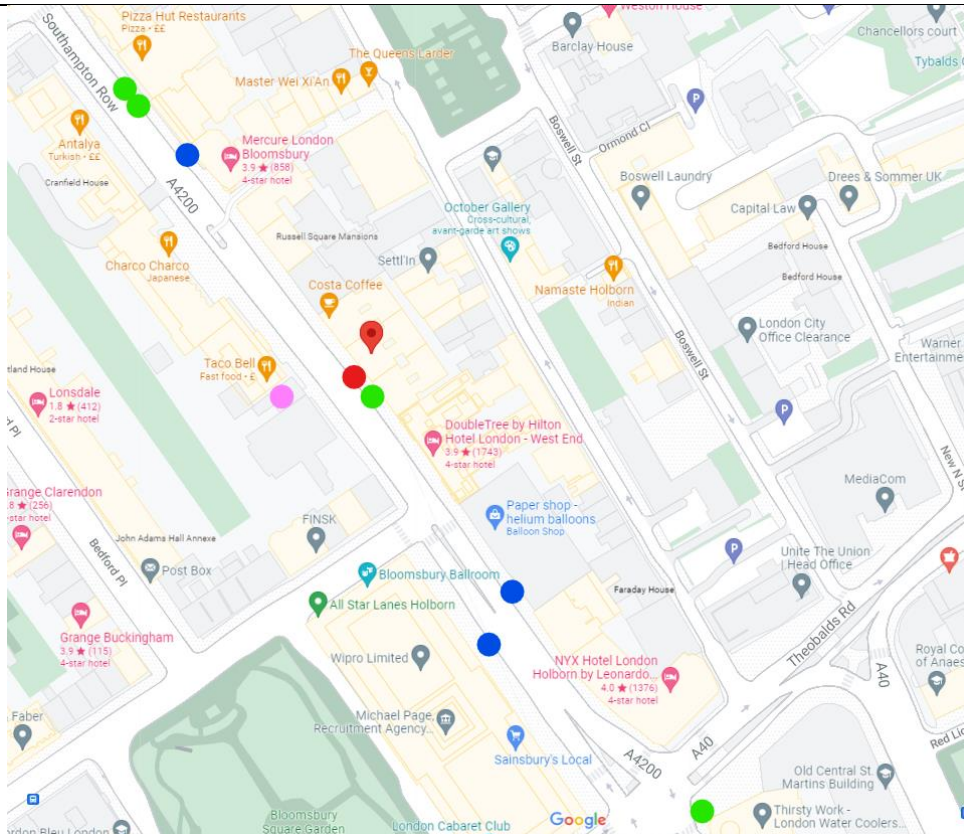 Pizza Hut Restaurants
Pizza • ££
Southampton Row
Weston House
Barclay House
Chancellors court
Tybalds
The Queens Larder
Master Wei Xi'An
Antalya
Turkish • ££
Cranfield House
Mercure London
Bloomsbury
3.9 ★ (858)
4-star hotel
A4200
Boswell St
Ormond Cl
Boswell Laundry
Drees & Sommer UK
Capital Law
Bedford House
Bedford House
October Gallery
Cross-cultural,
avant-garde art shows
Russell Square Mansions
Settl'In
Charco Charco
Japanese
Costa Coffee
Namaste Holborn
Indian
London City
Office Clearance
Boswell St
Warner
Entertainme
Taco Bell
Fast food • £
tland House
Lonsdale
1.8 ★ (412)
2-star hotel
DoubleTree by Hilton
Hotel London - West End
3.9 ★ (1743)
4-star hotel
New N S
MediaCom
Grange Clarendon
.8 ★ (256)
-star hotel
John Adams Hall Annexe
FINSK
Paper shop -
helium balloons
Balloon Shop
P
P
P
Unite The Union
| Head Office
Bedford Pl
Post Box
Bloomsbury Ballroom
Faraday House
All Star Lanes Holborn
Theobalds Rd
Grange Buckingham
3.9 ★ (115)
4-star hotel
Wipro Limited
NYX Hotel London
Holborn by Leonardo...
4.0 ★ (1376)
4-star hotel
A40
Royal Co
of Anaes
Faber
Michael Page,
Recruitment Agency...
Sainsbury's Local
A4200
A40
Red Lio
Old Central St.
Martins Building
Bloomsbury
Square Garden
London Cabaret Club
Google
Thirsty Work -
London Water Coolers...
ordon Bleu London